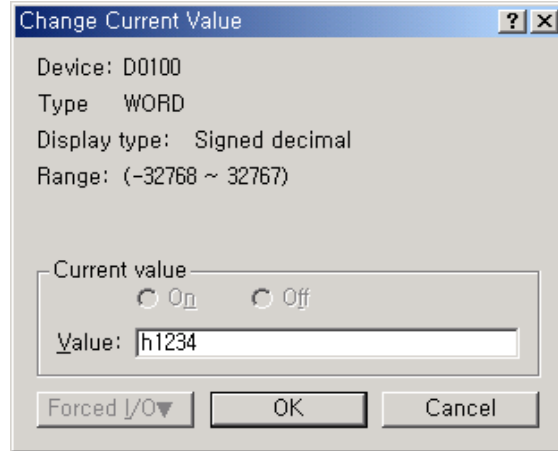 Change Current Value
Device: D0100
Type WORD
Display type: Signed decimal
Range: (-32768 ~ 32767)
Current value
On Off
Value: h1234
Forced I/O▼ OK Cancel